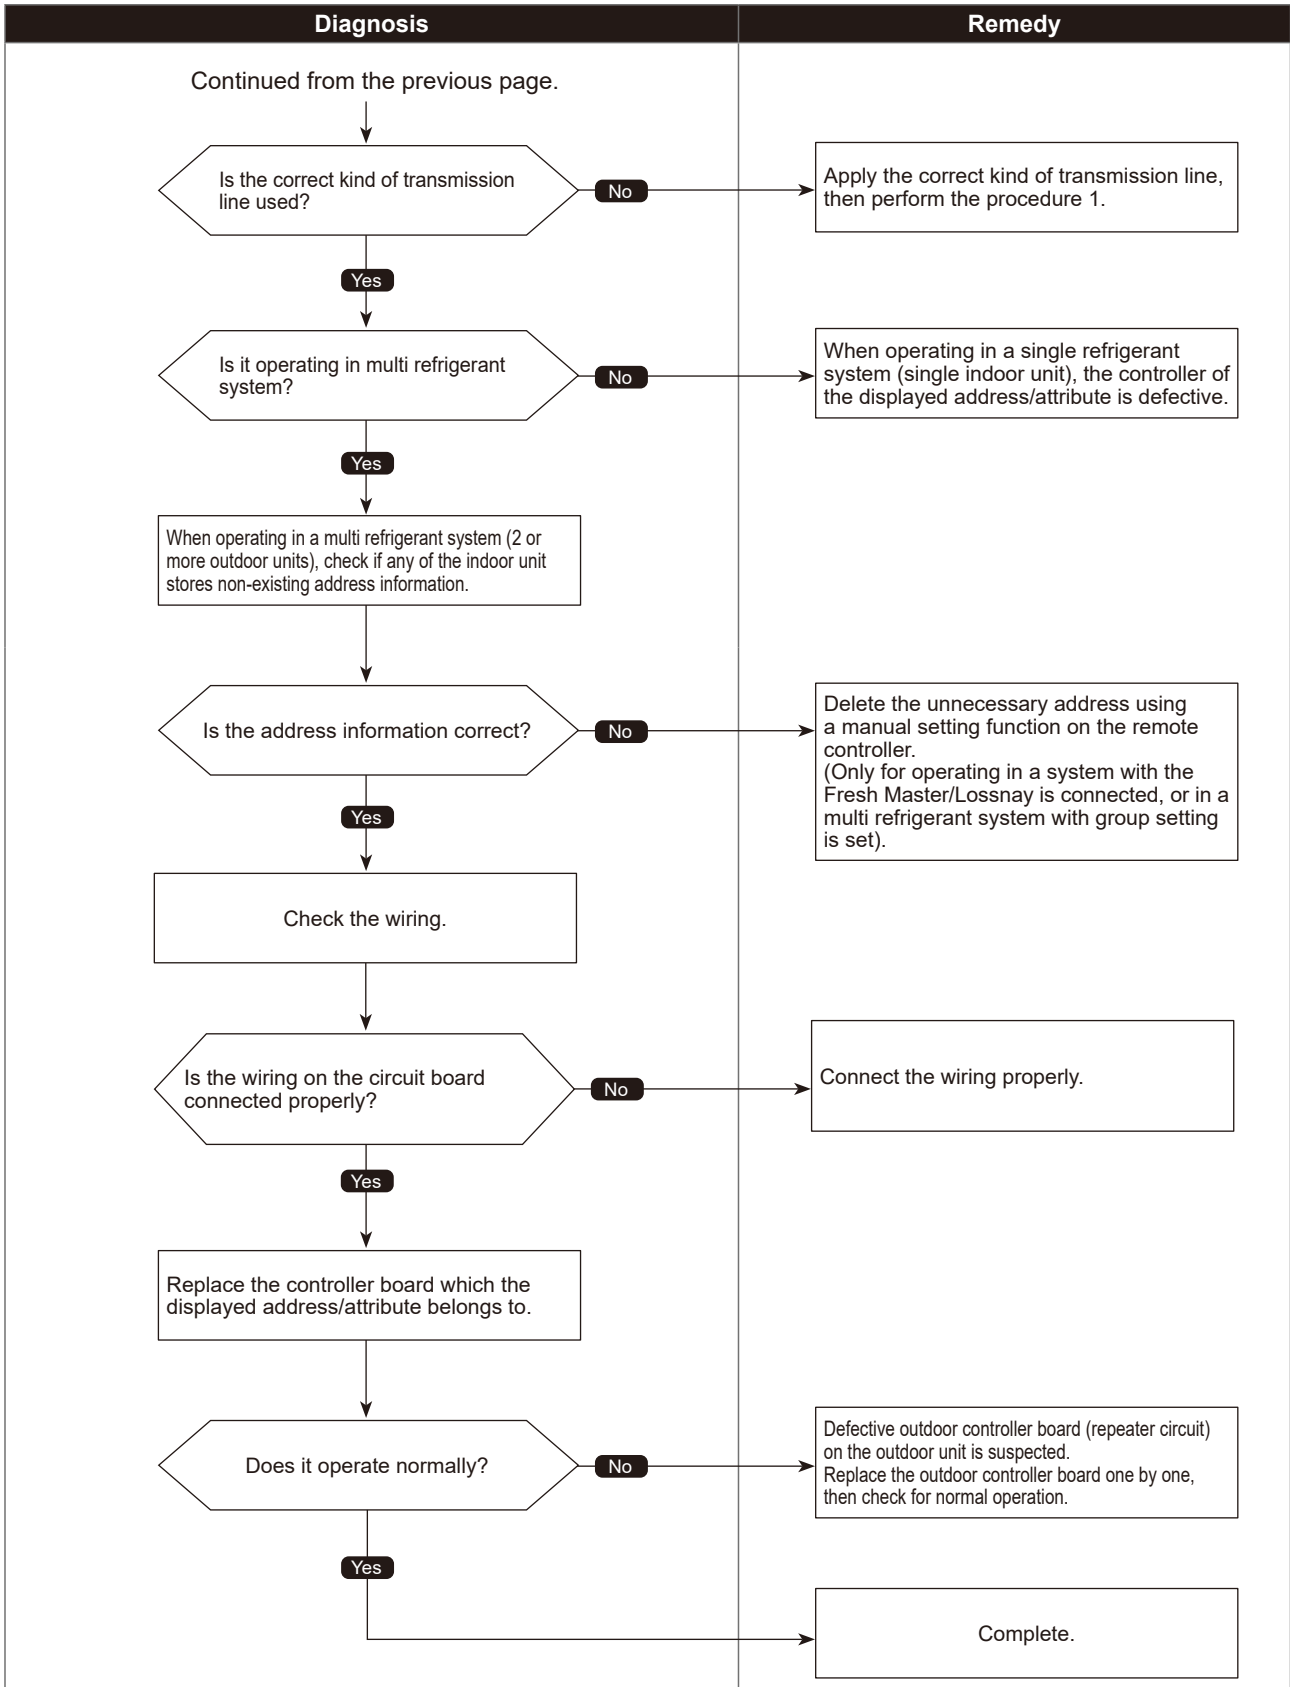 Diagnosis
Remedy
Continued from the previous page.
Is the correct kind of transmission
line used?
No
Apply the correct kind of transmission line,
then perform the procedure 1.
Yes
Is it operating in multi refrigerant
system?
No
When operating in a single refrigerant
system (single indoor unit), the controller of
the displayed address/attribute is defective.
Yes
When operating in a multi refrigerant system (2 or
more outdoor units), check if any of the indoor unit
stores non-existing address information.
Is the address information correct?
No
Delete the unnecessary address using
a manual setting function on the remote
controller.
(Only for operating in a system with the
Fresh Master/Lossnay is connected, or in a
multi refrigerant system with group setting
is set).
Yes
Check the wiring.
Is the wiring on the circuit board
connected properly?
No
Connect the wiring properly.
Yes
Replace the controller board which the
displayed address/attribute belongs to.
Does it operate normally?
No
Defective outdoor controller board (repeater circuit)
on the outdoor unit is suspected.
Replace the outdoor controller board one by one,
then check for normal operation.
Yes
Complete.